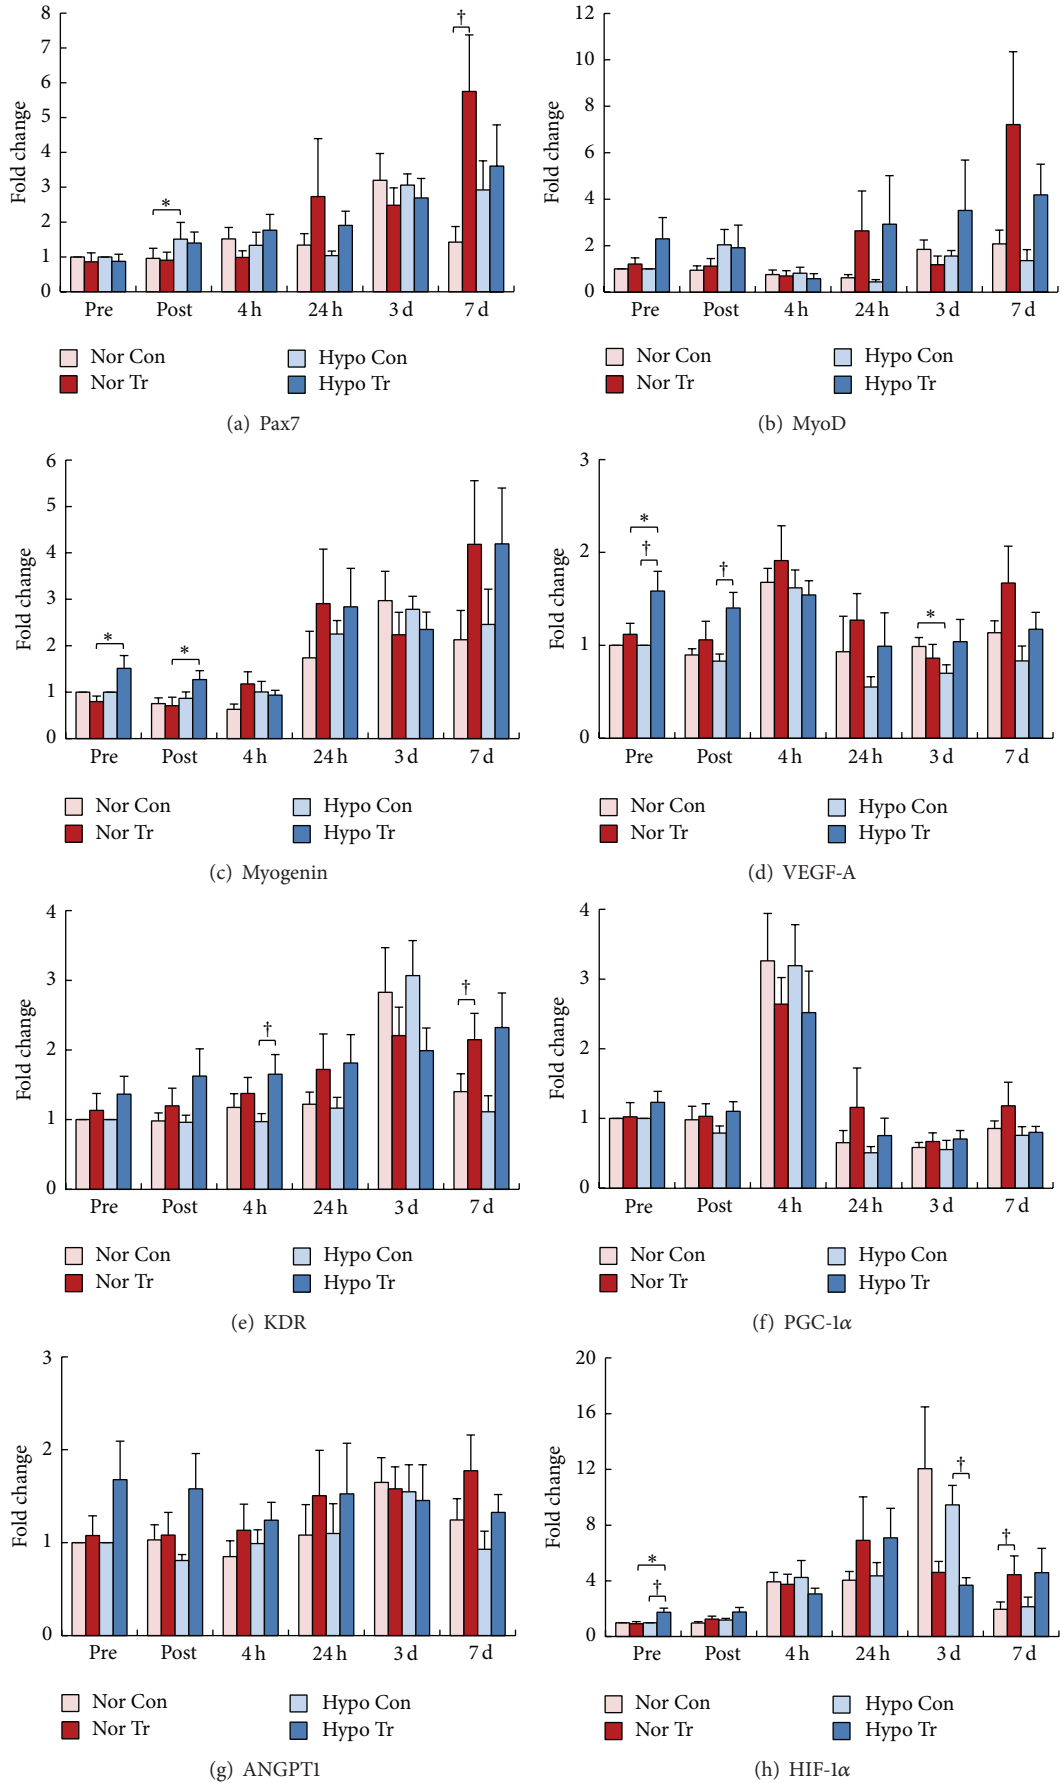 8
7
6
5
4
3
2
1
0
Fold change
*
†
Pre Post 4 h 24 h 3 d 7 d
Nor Con Hypo Con
Nor Tr Hypo Tr
(a) Pax7
12
10
8
6
4
2
0
Fold change
Pre Post 4 h 24 h 3 d 7 d
Nor Con Hypo Con
Nor Tr Hypo Tr
(b) MyoD
6
5
4
3
2
1
0
Fold change
* *
Pre Post 4 h 24 h 3 d 7 d
Nor Con Hypo Con
Nor Tr Hypo Tr
(c) Myogenin
3
2
1
0
Fold change
*
†
†
*
Pre Post 4 h 24 h 3 d 7 d
Nor Con Hypo Con
Nor Tr Hypo Tr
(d) VEGF-A
4
3
2
1
0
Fold change
† †
Pre Post 4 h 24 h 3 d 7 d
Nor Con Hypo Con
Nor Tr Hypo Tr
(e) KDR
4
3
2
1
0
Fold change
Pre Post 4 h 24 h 3 d 7 d
Nor Con Hypo Con
Nor Tr Hypo Tr
(f) PGC-1α
3
2
1
0
Fold change
Pre Post 4 h 24 h 3 d 7 d
Nor Con Hypo Con
Nor Tr Hypo Tr
(g) ANGPT1
20
16
12
8
4
0
Fold change
*
†
†
†
Pre Post 4 h 24 h 3 d 7 d
Nor Con Hypo Con
Nor Tr Hypo Tr
(h) HIF-1α